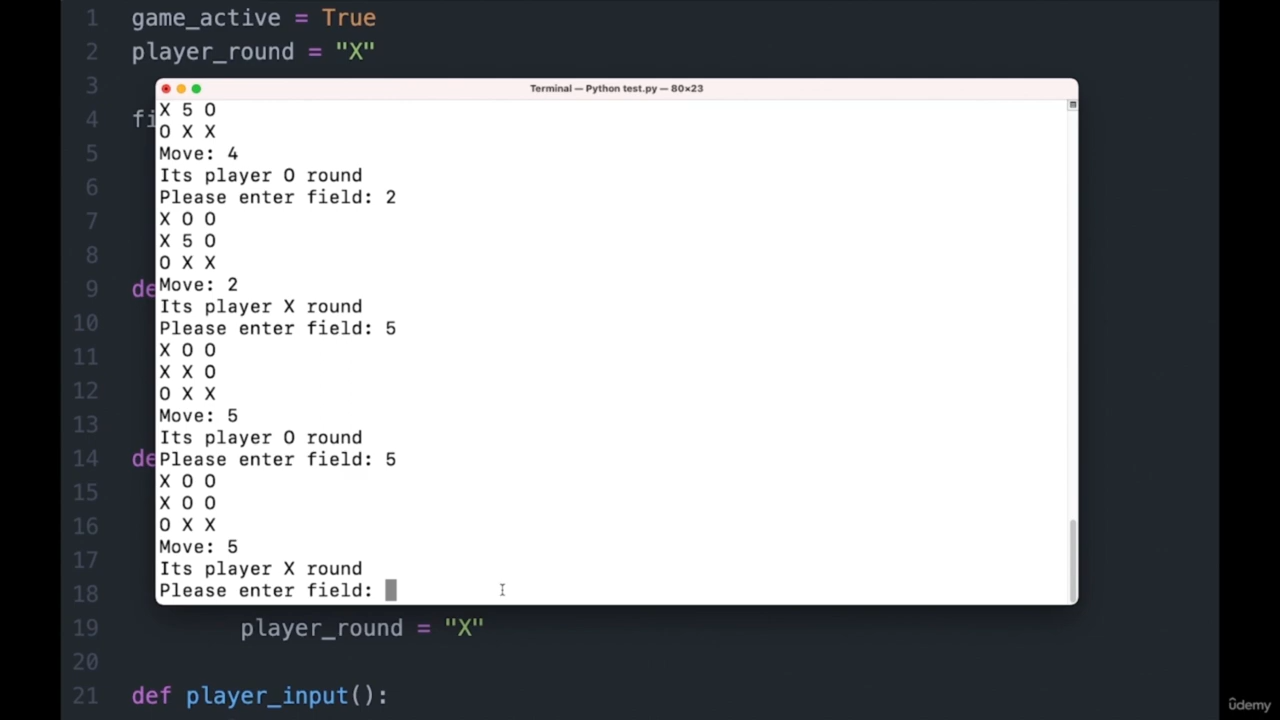 1 game_active = True
2 player_round = "X"
3
Terminal — Python test.py — 80×23
4 fi
5
6
7
8
9 de
10
11
12
13
14 de
15
16
17
18
X 5 O
O X X
Move: 4
Its player O round
Please enter field: 2
X O O
X 5 O
O X X
Move: 2
Its player X round
Please enter field: 5
X O O
X X O
O X X
Move: 5
Its player O round
Please enter field: 5
X O O
X O O
O X X
Move: 5
Its player X round
Please enter field:
19 player_round = "X"
20
21 def player_input():
ûdemy